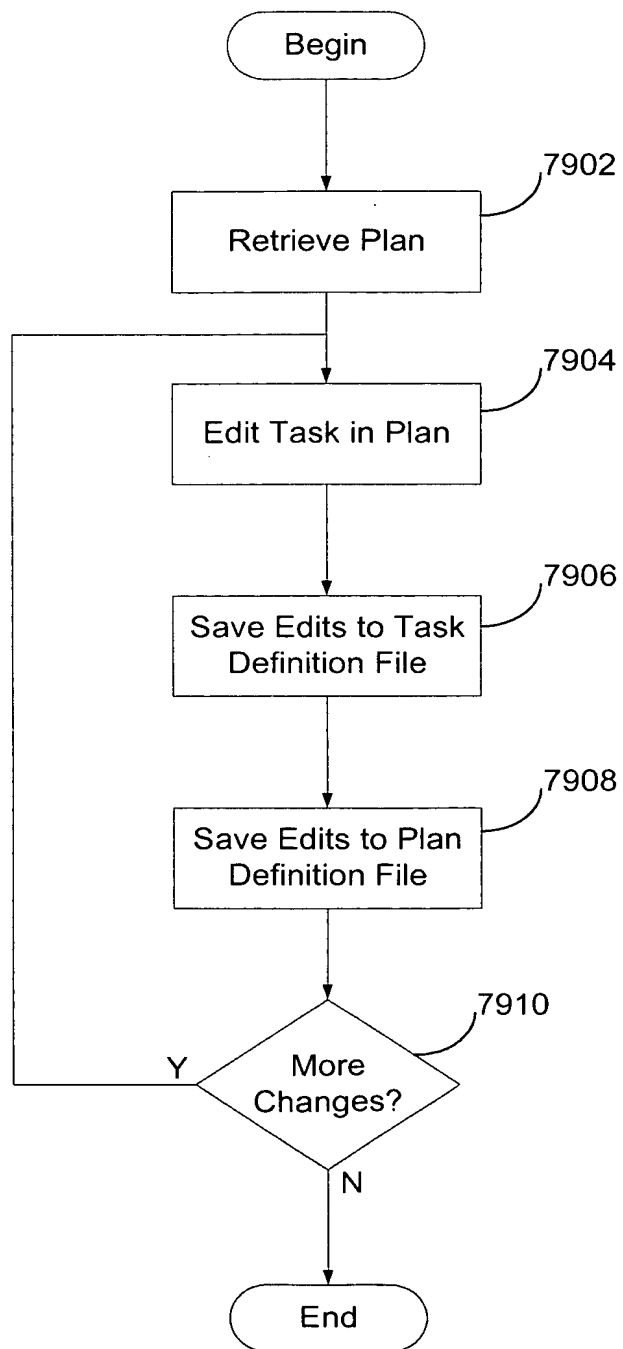 Begin
7902
Retrieve Plan
7904
Edit Task in Plan
7906
Save Edits to Task
Definition File
7908
Save Edits to Plan
Definition File
7910
More
Changes?
Y
N
End